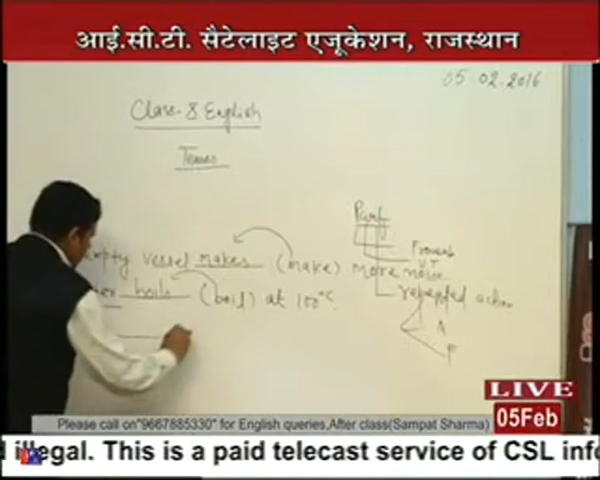 आई.सी.टी. सैटेलाइट एजूकेशन, राजस्थान
05.02.2016
Class-8 English
Tense
Proverb
U.T
Empty vessel makes (make) more noise
boils (boil) at 100°C
repeated action
A
P
LIVE
05Feb
Please call on"9667885330" for English queries,After class(Sampat Sharma)
illegal. This is a paid telecast service of CSL info